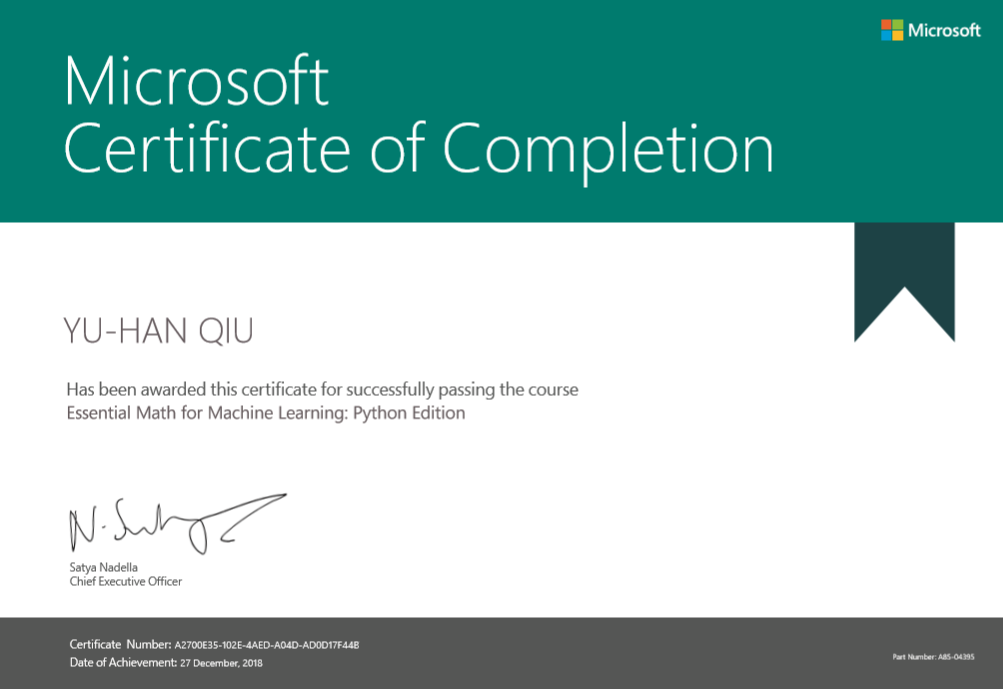 Microsoft
Microsoft
Certificate of Completion
YU-HAN QIU
Has been awarded this certificate for successfully passing the course
Essential Math for Machine Learning: Python Edition
N. Satya
Satya Nadella
Chief Executive Officer
Certificate Number: A2700E35-102E-4AED-A04D-AD0D17F44B
Date of Achievement: 27 December, 2018
Part Number: A85-04395